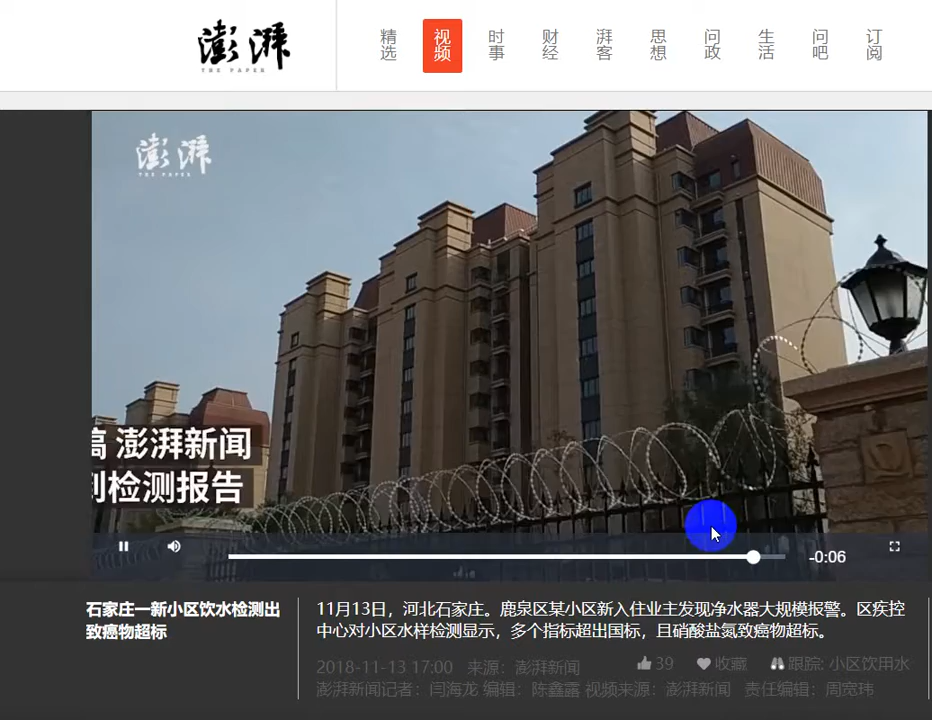 澎湃
THE PAPER
精选
视频
时事
财经
湃客
思想
问政
生活
问吧
订阅
澎湃
THE PAPER
高 澎湃新闻
检测报告
-0:06
石家庄一新小区饮水检测出
致癌物超标
11月13日，河北石家庄。鹿泉区某小区新入住业主发现净水器大规模报警。区疾控
中心对小区水样检测显示，多个指标超出国标，且硝酸盐氮致癌物超标。
2018-11-13 17:00 来源：澎湃新闻 39 收藏 跟踪: 小区饮用水
澎湃新闻记者：闫海龙 编辑：陈鑫露 视频来源：澎湃新闻 责任编辑：周宽玮